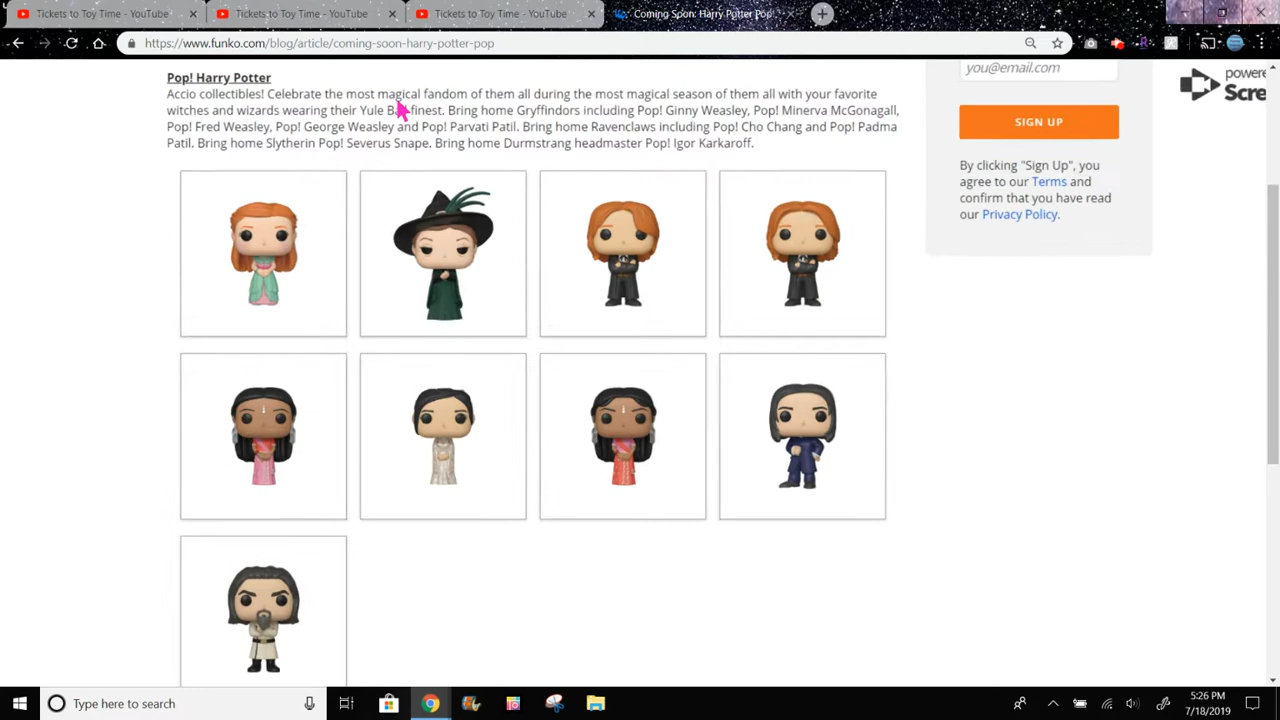 Tickets to Toy Time - YouTube
Tickets to Toy Time - YouTube
Tickets to Toy Time - YouTube
Coming Soon: Harry Potter Pop
https://www.funko.com/blog/article/coming-soon-harry-potter-pop
Pop! Harry Potter
Accio collectibles! Celebrate the most magical fandom of them all during the most magical season of them all with your favorite
witches and wizards wearing their Yule finest. Bring home Gryffindors including Pop! Ginny Weasley, Pop! Minerva McGonagall,
Pop! Fred Weasley, Pop! George Weasley and Pop! Parvati Patil. Bring home Ravenclaws including Pop! Cho Chang and Pop! Padma
Patil. Bring home Slytherin Pop! Severus Snape. Bring home Durmstrang headmaster Pop! Igor Karkaroff.
you@email.com
SIGN UP
By clicking "Sign Up", you
agree to our Terms and
confirm that you have read
our Privacy Policy.
powere
Scre
Type here to search
5:26 PM
7/18/2019